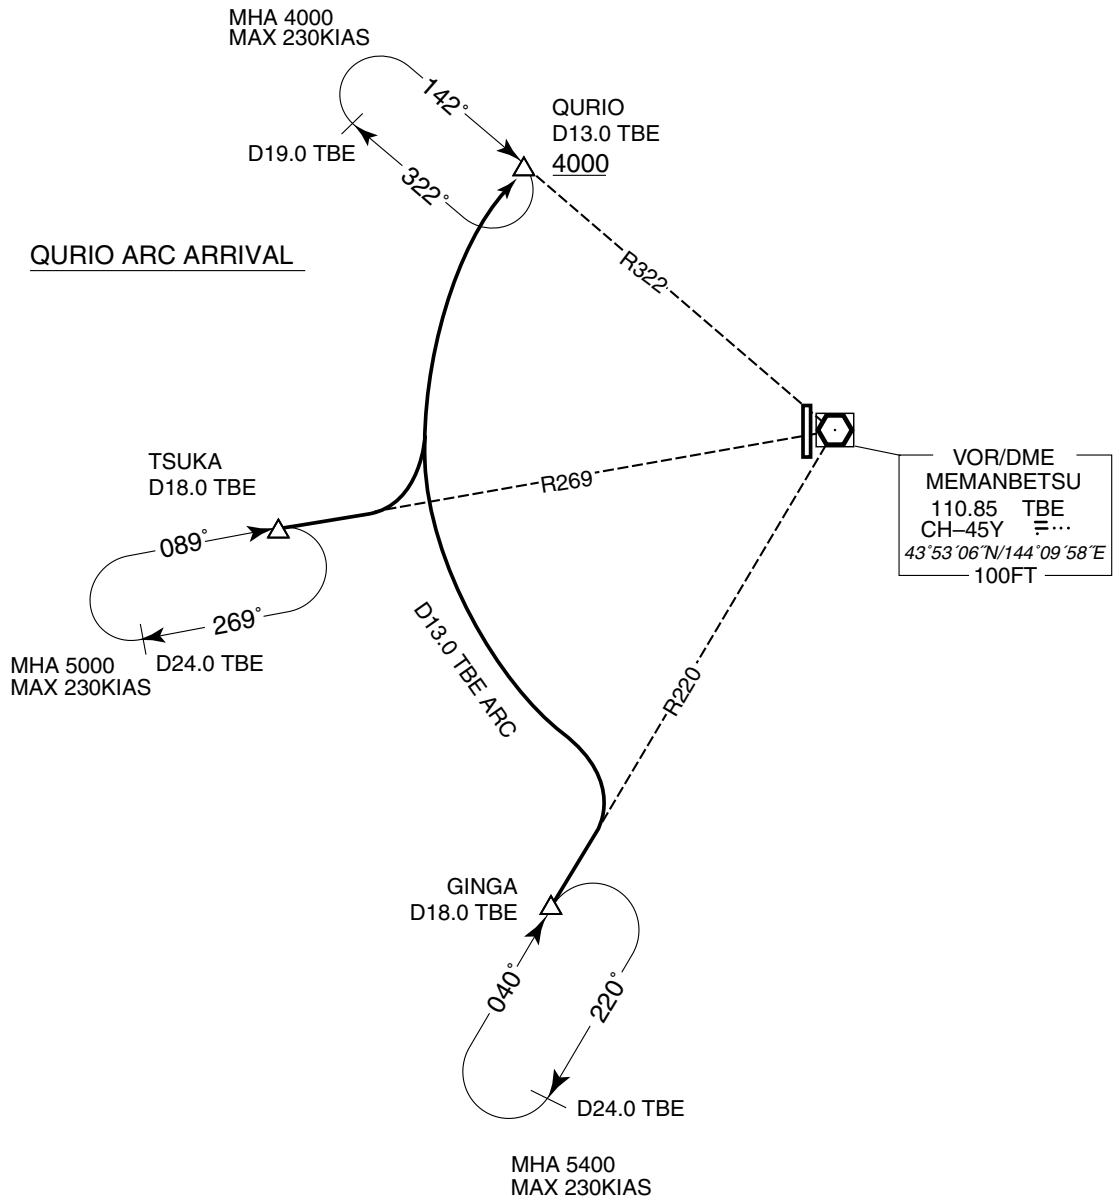 MHA 4000
MAX 230KIAS
142°
QURIO
D13.0 TBE
4000
D19.0 TBE
322°
QURIO ARC ARRIVAL
R322
TSUKA
D18.0 TBE
R269
VOR/DME
MEMANBETSU
110.85 TBE
CH–45Y
43°53´06˝N/144°09´58˝E
100FT
089°
269°
D24.0 TBE
MHA 5000
MAX 230KIAS
D13.0 TBE ARC
R220
GINGA
D18.0 TBE
040°
220°
D24.0 TBE
MHA 5400
MAX 230KIAS